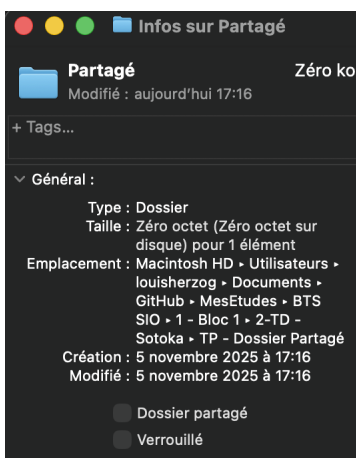 Infos sur Partagé
Partagé Zéro ko
Modifié : aujourd'hui 17:16
+ Tags...
Général :
Type : Dossier
Taille : Zéro octet (Zéro octet sur
disque) pour 1 élément
Emplacement : Macintosh HD ▸ Utilisateurs ▸
louisherzog ▸ Documents ▸
GitHub ▸ MesEtudes ▸ BTS
SIO ▸ 1 - Bloc 1 ▸ 2-TD -
Sotoka ▸ TP - Dossier Partagé
Création : 5 novembre 2025 à 17:16
Modifié : 5 novembre 2025 à 17:16
Dossier partagé
Verrouillé